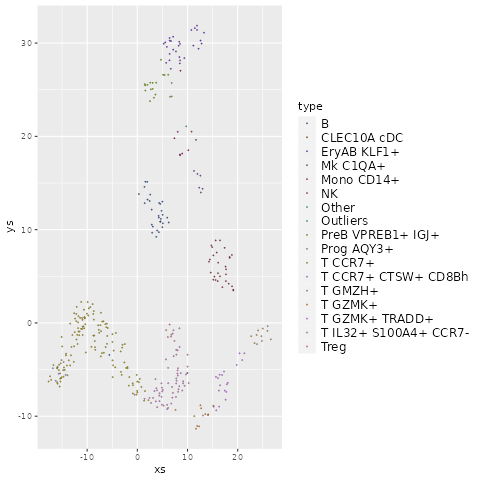 type
B
CLEC10A cDC
EryAB KLF1+
Mk C1QA+
Mono CD14+
NK
Other
Outliers
PreB VPREB1+ IGJ+
Prog AQY3+
T CCR7+
T CCR7+ CTSW+ CD8Bh
T GMZH+
T GZMK+
T GZMK+ TRADD+
T IL32+ S100A4+ CCR7-
Treg
ys
30
20
10
0
-10
-10 0 10 20
xs